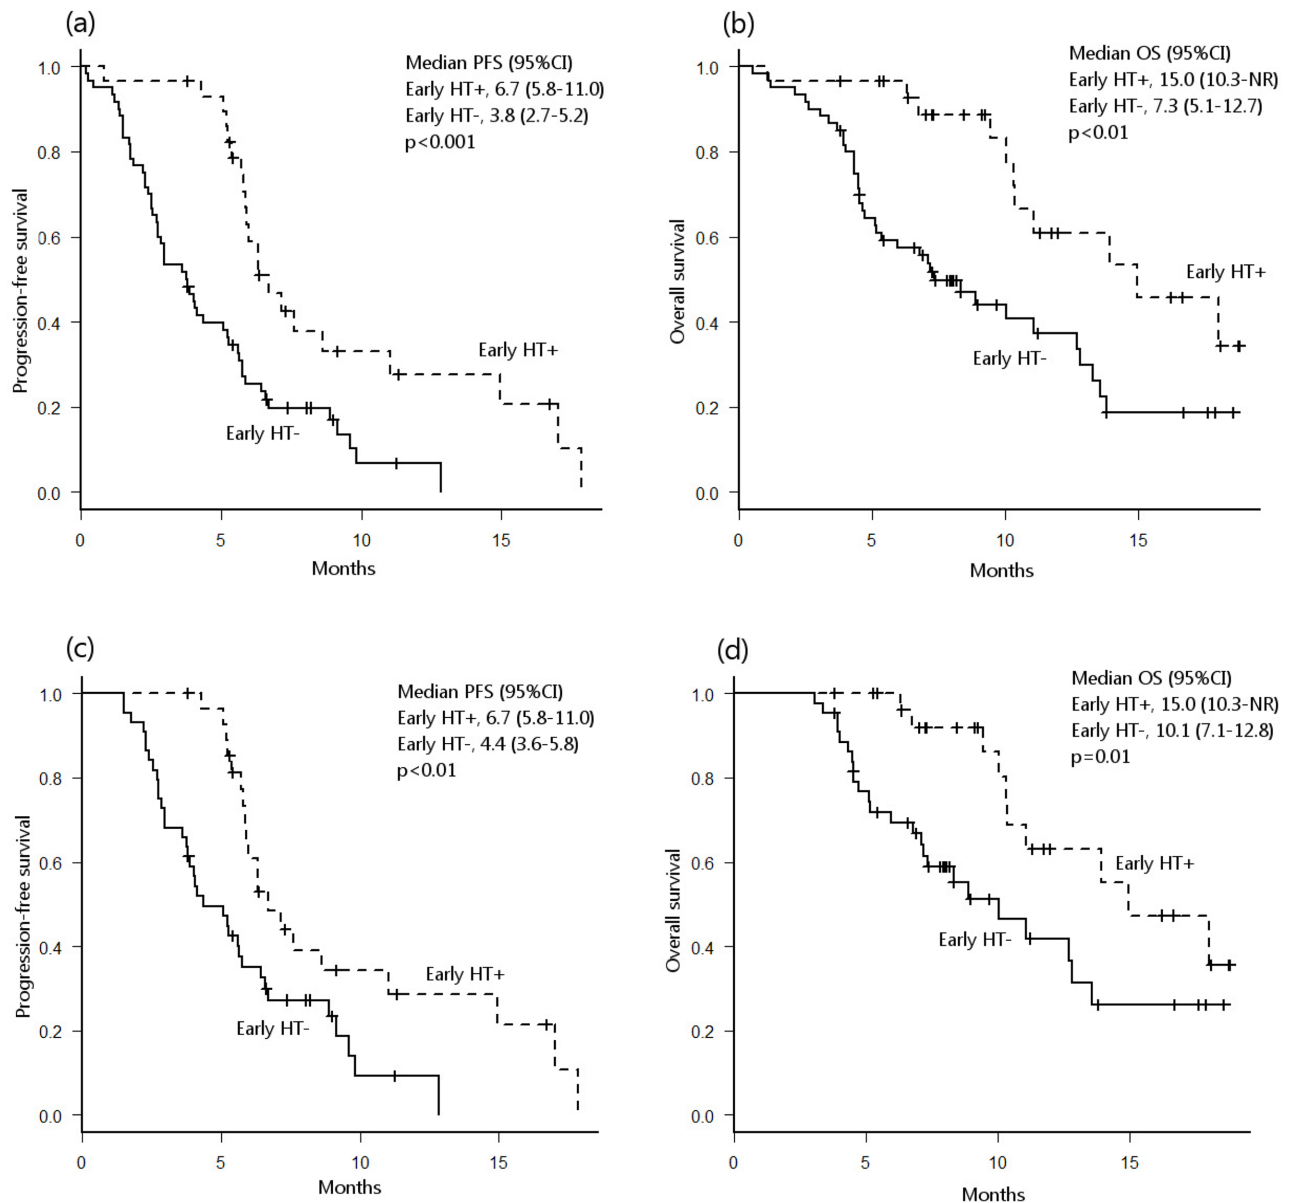 (a)
Median PFS (95%CI)
Early HT+, 6.7 (5.8-11.0)
Early HT-, 3.8 (2.7-5.2)
p<0.001
Progression-free survival
1.0
0.8
0.6
0.4
0.2
0.0
Early HT+
Early HT-
0 5 10 15
Months
(b)
Median OS (95%CI)
Early HT+, 15.0 (10.3-NR)
Early HT-, 7.3 (5.1-12.7)
p<0.01
Overall survival
1.0
0.8
0.6
0.4
0.2
0.0
Early HT+
Early HT-
0 5 10 15
Months
(c)
Median PFS (95%CI)
Early HT+, 6.7 (5.8-11.0)
Early HT-, 4.4 (3.6-5.8)
p<0.01
Progression-free survival
1.0
0.8
0.6
0.4
0.2
0.0
Early HT+
Early HT-
0 5 10 15
Months
(d)
Median OS (95%CI)
Early HT+, 15.0 (10.3-NR)
Early HT-, 10.1 (7.1-12.8)
p=0.01
Overall survival
1.0
0.8
0.6
0.4
0.2
0.0
Early HT+
Early HT-
0 5 10 15
Months